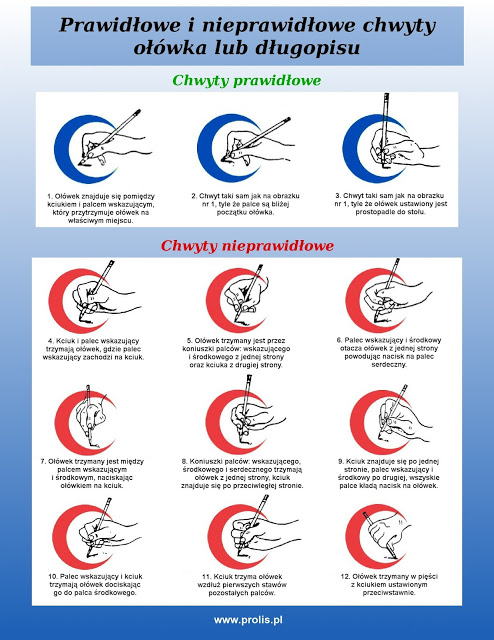 Prawidłowe i nieprawidłowe chwyty
ołówka lub długopisu
Chwyty prawidłowe
1. Ołówek znajduje się pomiędzy
kciukiem i palcem wskazującym,
który przytrzymuje ołówek na
właściwym miejscu.
2. Chwyt taki sam jak na obrazku
nr 1, tyle że palce są bliżej
początku ołówka.
3. Chwyt taki sam jak na obrazku
nr 1, tyle że ołówek ustawiony jest
prostopadle do stołu.
Chwyty nieprawidłowe
4. Kciuk i palec wskazujący
trzymają ołówek, gdzie palec
wskazujący zachodzi na kciuk.
5. Ołówek trzymany jest przez
koniuszki palców: wskazującego
i środkowego z jednej strony
oraz kciuka z drugiej strony.
6. Palec wskazujący i środkowy
otacza ołówek z jednej strony
powodując nacisk na palec
serdeczny.
7. Ołówek trzymany jest między
palcem wskazującym
i środkowym, naciskając
ołówkiem na kciuk.
8. Koniuszki palców: wskazującego,
środkowego i serdecznego trzymają
ołówek z jednej strony, kciuk
znajduje się po przeciwległej stronie.
9. Kciuk znajduje się po jednej
stronie, palec wskazujący i
środkowy po drugiej, wszyskie
palce kładą nacisk na ołówek.
10. Palec wskazujący i kciuk
trzymają ołówek dociskając
go do palca środkowego.
11. Kciuk trzyma ołówek
wzdłuż pierwszych stawów
pozostałych palców.
12. Ołówek trzymany w pięści
z kciukiem ustawionym
przeciwstawnie.
www.prolis.pl